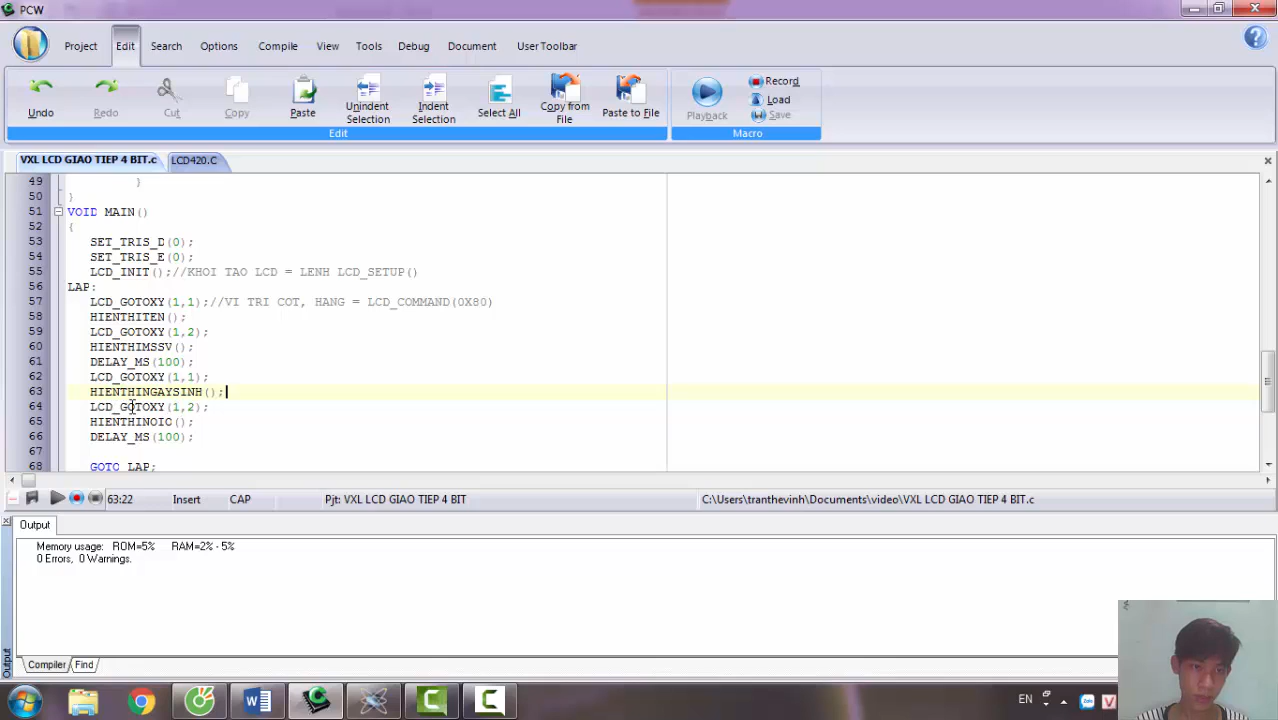 PCW
Project Edit Search Options Compile View Tools Debug Document User Toolbar
Undo Redo Cut Copy Paste Unindent Selection Indent Selection Select All Copy from File Paste to File Playback Record
Load
Save
Edit Macro
VXL LCD GIAO TIEP 4 BIT.c LCD420.C
49 }
50 }
51 VOID MAIN()
52 {
53 SET_TRIS_D(0);
54 SET_TRIS_E(0);
55 LCD_INIT();//KHOI TAO LCD = LENH LCD_SETUP()
56 LAP:
57 LCD_GOTOXY(1,1);//VI TRI COT, HANG = LCD_COMMAND(0X80)
58 HIENTHITEN();
59 LCD_GOTOXY(1,2);
60 HIENTHIMSSV();
61 DELAY_MS(100);
62 LCD_GOTOXY(1,1);
63 HIENTHINGAYSINH();
64 LCD_GOTOXY(1,2);
65 HIENTHINOIO();
66 DELAY_MS(100);
67
68 GOTO LAP;
63:22 Insert CAP Pjt: VXL LCD GIAO TIEP 4 BIT C:\Users\tranthevinh\Documents\video\VXL LCD GIAO TIEP 4 BIT.c
Output
Memory usage: ROM=5% RAM=2% - 5%
0 Errors, 0 Warnings.
Output
Compiler Find
EN